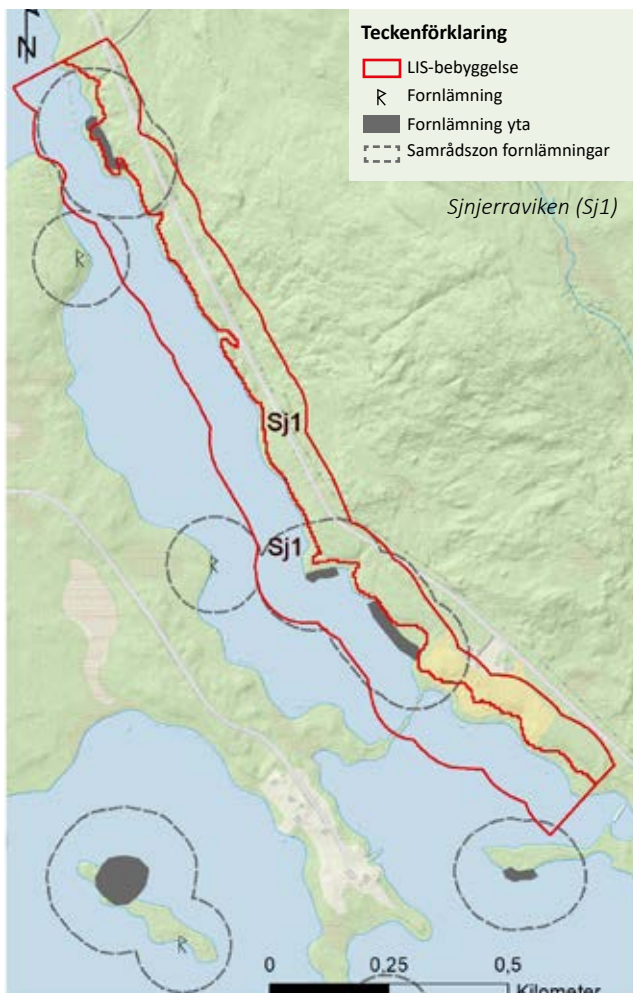 N
Teckenförklaring
LIS-bebyggelse
R Fornlämning
Fornlämning yta
Samrådszon fornlämningar
Sjnjerraviken (Sj1)
R
Sj1
Sj1
R
R
0 0,25 0,5
Kilometer